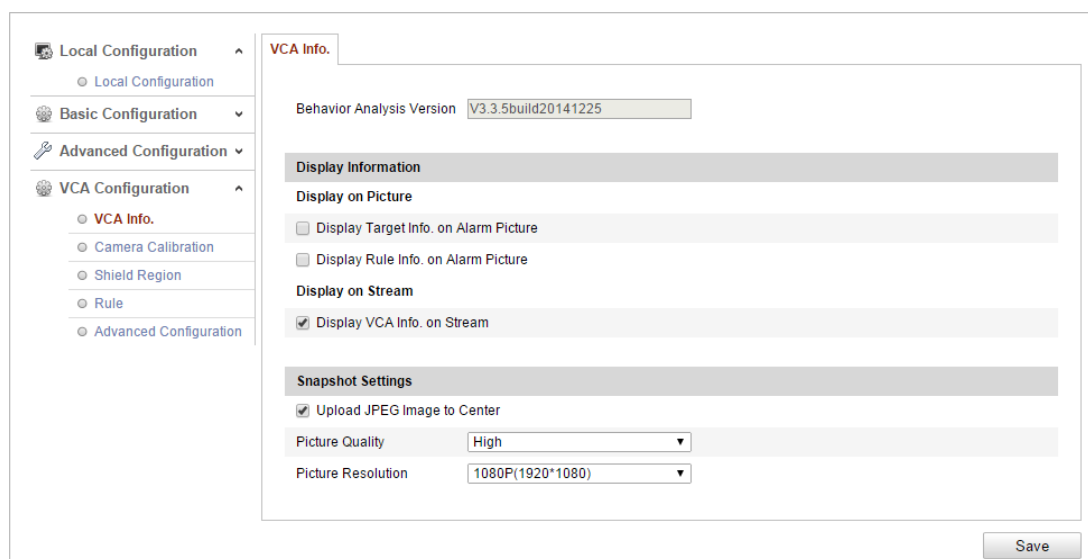 Local Configuration
Local Configuration
Basic Configuration
Advanced Configuration
VCA Configuration
VCA Info.
Camera Calibration
Shield Region
Rule
Advanced Configuration
VCA Info.
Behavior Analysis Version V3.3.5build20141225
Display Information
Display on Picture
Display Target Info. on Alarm Picture
Display Rule Info. on Alarm Picture
Display on Stream
Display VCA Info. on Stream
Snapshot Settings
Upload JPEG Image to Center
Picture Quality High
Picture Resolution 1080P(1920*1080)
Save